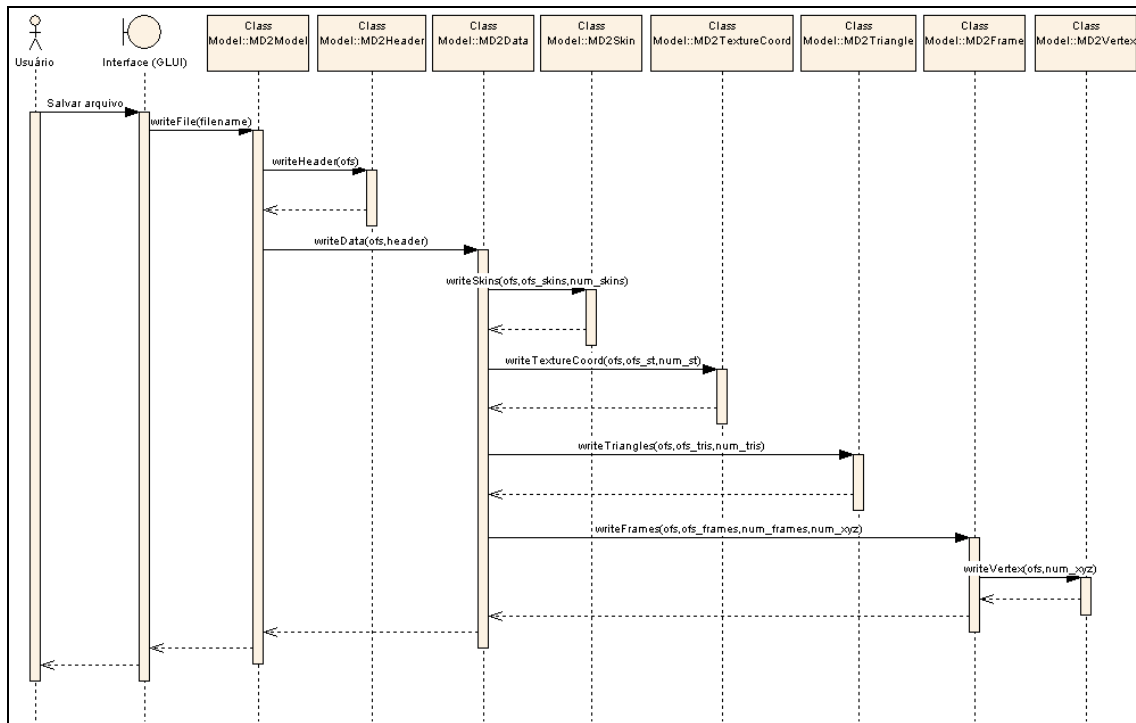 Usuário
Interface (GLUI)
Class
Model::MD2Model
Class
Model::MD2Header
Class
Model::MD2Data
Class
Model::MD2Skin
Class
Model::MD2TextureCoord
Class
Model::MD2Triangle
Class
Model::MD2Frame
Class
Model::MD2Vertex
Salvar arquivo
writeFile(filename)
writeHeader(ofs)
writeData(ofs,header)
writeSkins(ofs,ofs_skins,num_skins)
writeTextureCoord(ofs,ofs_st,num_st)
writeTriangles(ofs,ofs_tris,num_tris)
writeFrames(ofs,ofs_frames,num_frames,num_xyz)
writeVertex(ofs,num_xyz)